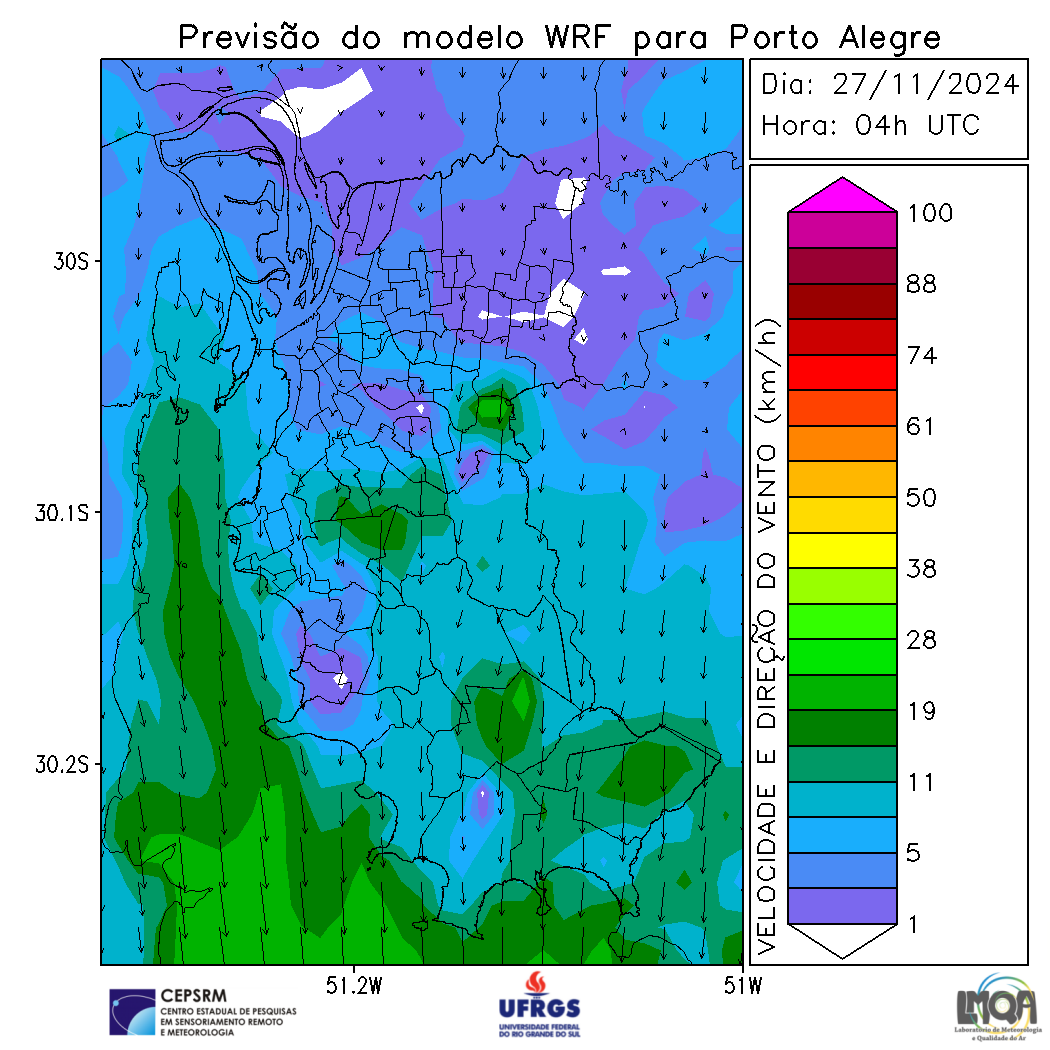 Previsão do modelo WRF para Porto Alegre
Dia: 27/11/2024
Hora: 04h UTC
30S
30.1S
30.2S
51.2W
51W
VELOCIDADE E DIREÇÃO DO VENTO (km/h)
100
88
74
61
50
38
28
19
11
5
1
CEPSRM
CENTRO ESTADUAL DE PESQUISAS
EM SENSORIAMENTO REMOTO
E METEOROLOGIA
UFRGS
UNIVERSIDADE FEDERAL
DO RIO GRANDE DO SUL
LMQA
Laboratório de Meteorologia
e Qualidade do Ar